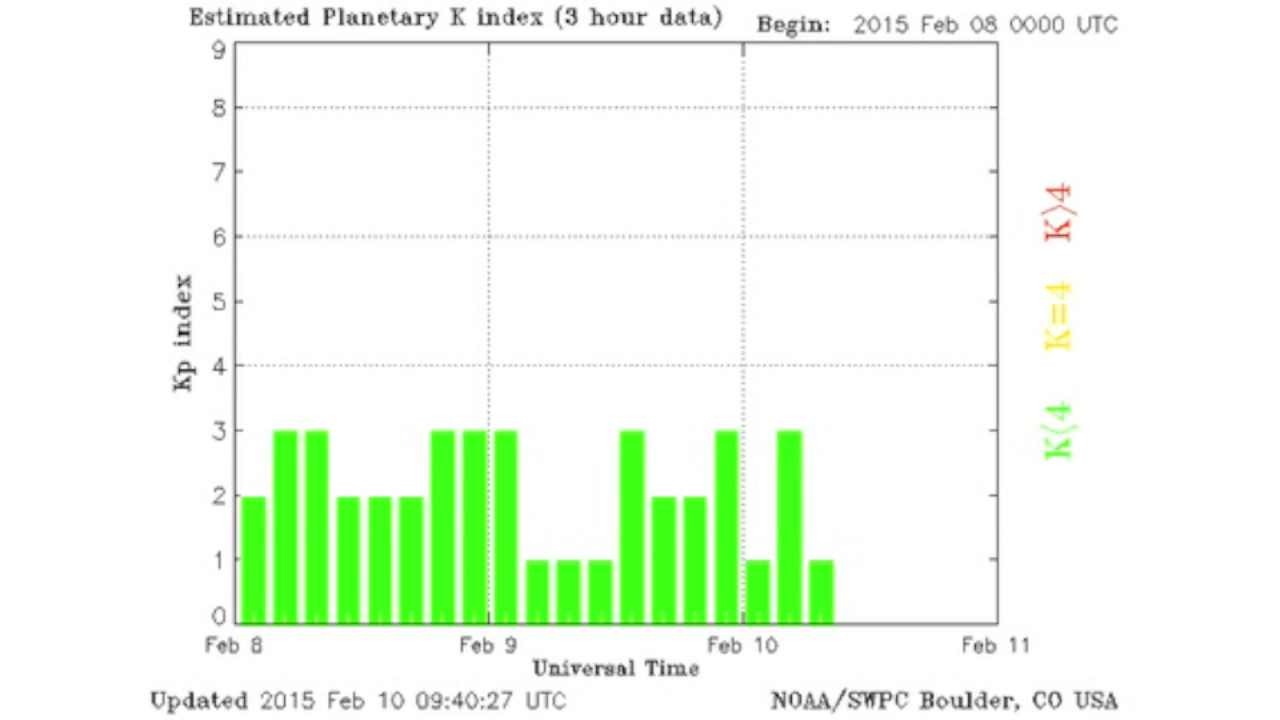 Estimated Planetary K index (3 hour data)
Begin: 2015 Feb 08 0000 UTC
9
8
7
6
5
4
3
2
1
0
Kp index
K>4
K=4
K<4
Feb 8
Feb 9
Feb 10
Feb 11
Universal Time
Updated 2015 Feb 10 09:40:27 UTC
NOAA/SWPC Boulder, CO USA